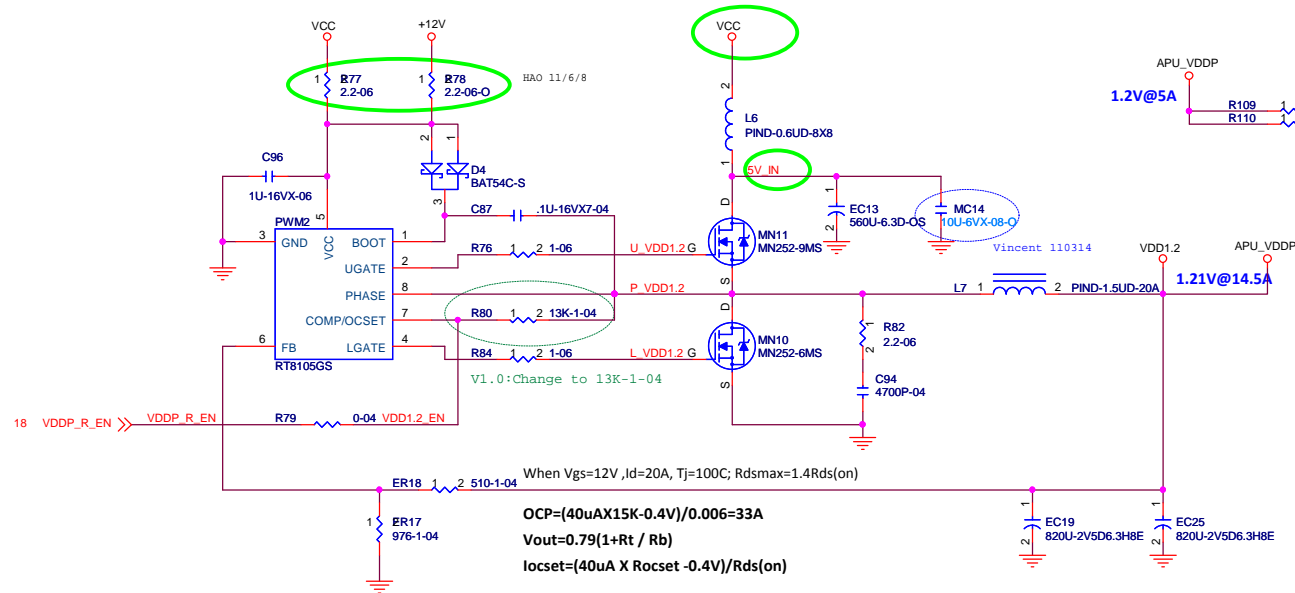 VCC
+12V
VCC
APU_VDDP
1.2V@5A
R109
R110
1
R77
2.2-06
1
R78
2.2-06-O
HAO 11/6/8
2
L6
PIND-0.6UD-8X8
1
5V_IN
C96
1U-16VX-06
2
1
D4
BAT54C-S
3
C87
.1U-16VX7-04
1
EC13
560U-6.3D-OS
2
MC14
10U-6VX-08-O
Vincent 110314
PWM2
5
VCC
3
GND
BOOT
1
UGATE
2
PHASE
8
COMP/OCSET
7
6
FB
LGATE
4
RT8105GS
R76
1
2
1-06
U_VDD1.2
G
D
MN11
MN252-9MS
S
P_VDD1.2
VDD1.2
APU_VDDP
1.21V@14.5A
L7
1
2
PIND-1.5UD-20A
R80
1
2
13K-1-04
R84
1
2
1-06
L_VDD1.2
G
D
MN10
MN252-6MS
S
V1.0:Change to 13K-1-04
1
R82
2.2-06
2
C94
4700P-04
18
VDDP_R_EN
VDDP_R_EN
R79
0-04
VDD1.2_EN
ER18
1
2
510-1-04
When Vgs=12V ,Id=20A, Tj=100C; Rdsmax=1.4Rds(on)
1
ER17
976-1-04
2
OCP=(40uAX15K-0.4V)/0.006=33A
Vout=0.79(1+Rt / Rb)
Iocset=(40uA X Rocset -0.4V)/Rds(on)
1
EC19
820U-2V5D6.3H8E
2
1
EC25
820U-2V5D6.3H8E
2